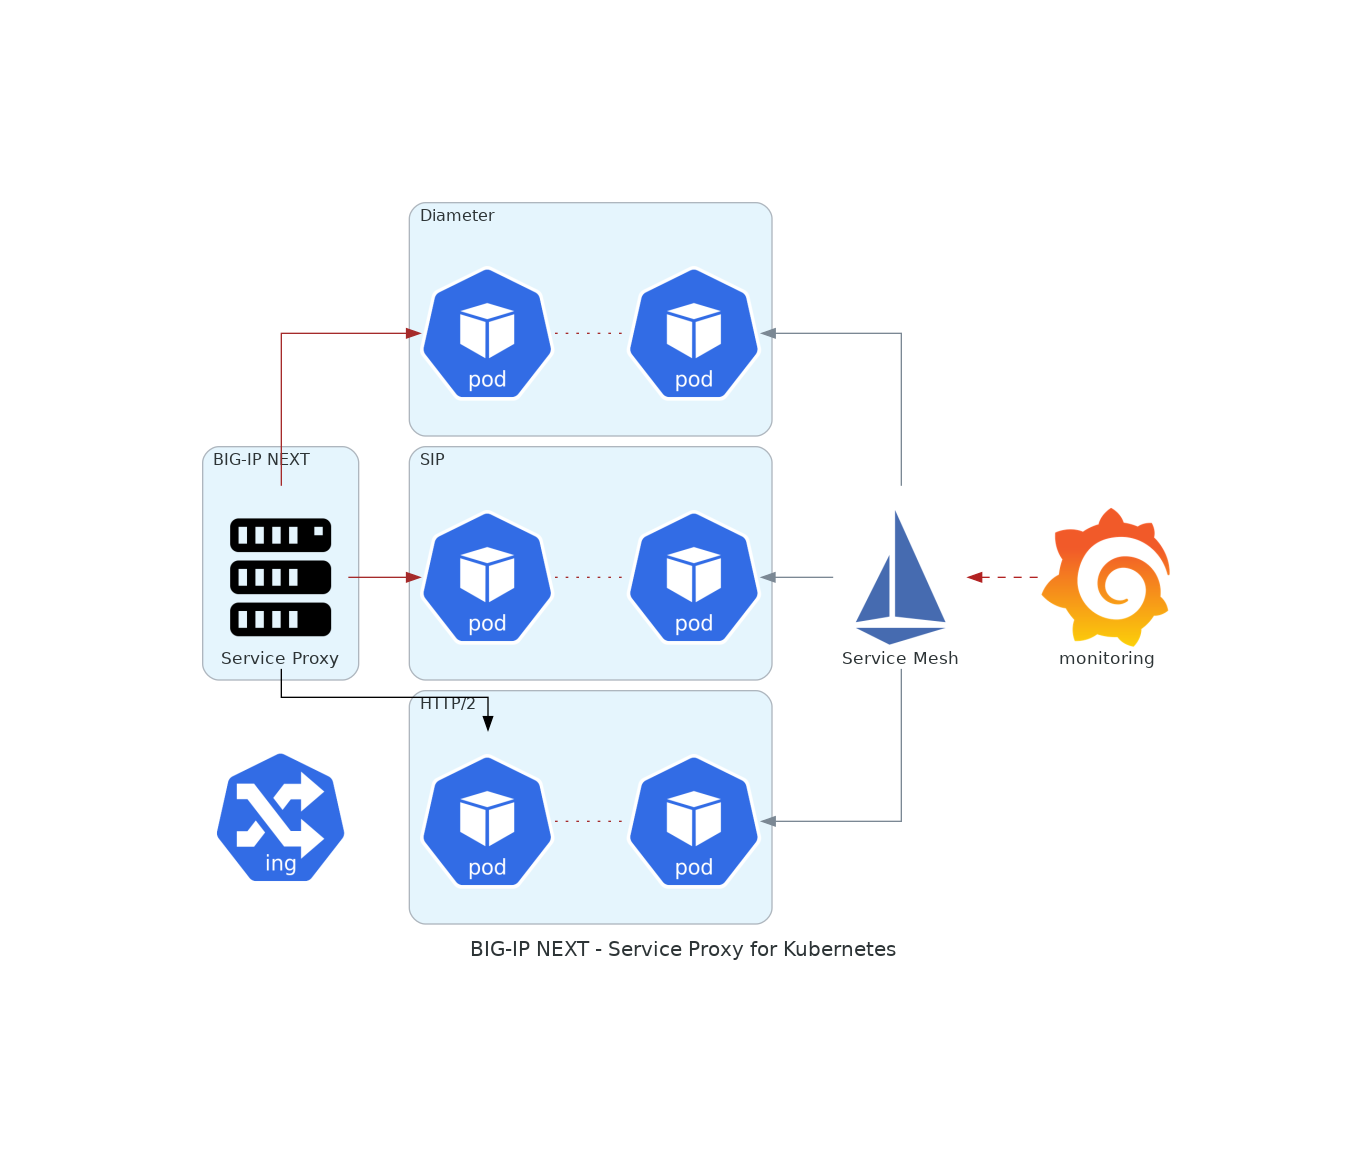 Diameter
pod
pod
BIG-IP NEXT
Service Proxy
SIP
pod
pod
Service Mesh
monitoring
HTTP/2
pod
pod
ing
BIG-IP NEXT - Service Proxy for Kubernetes